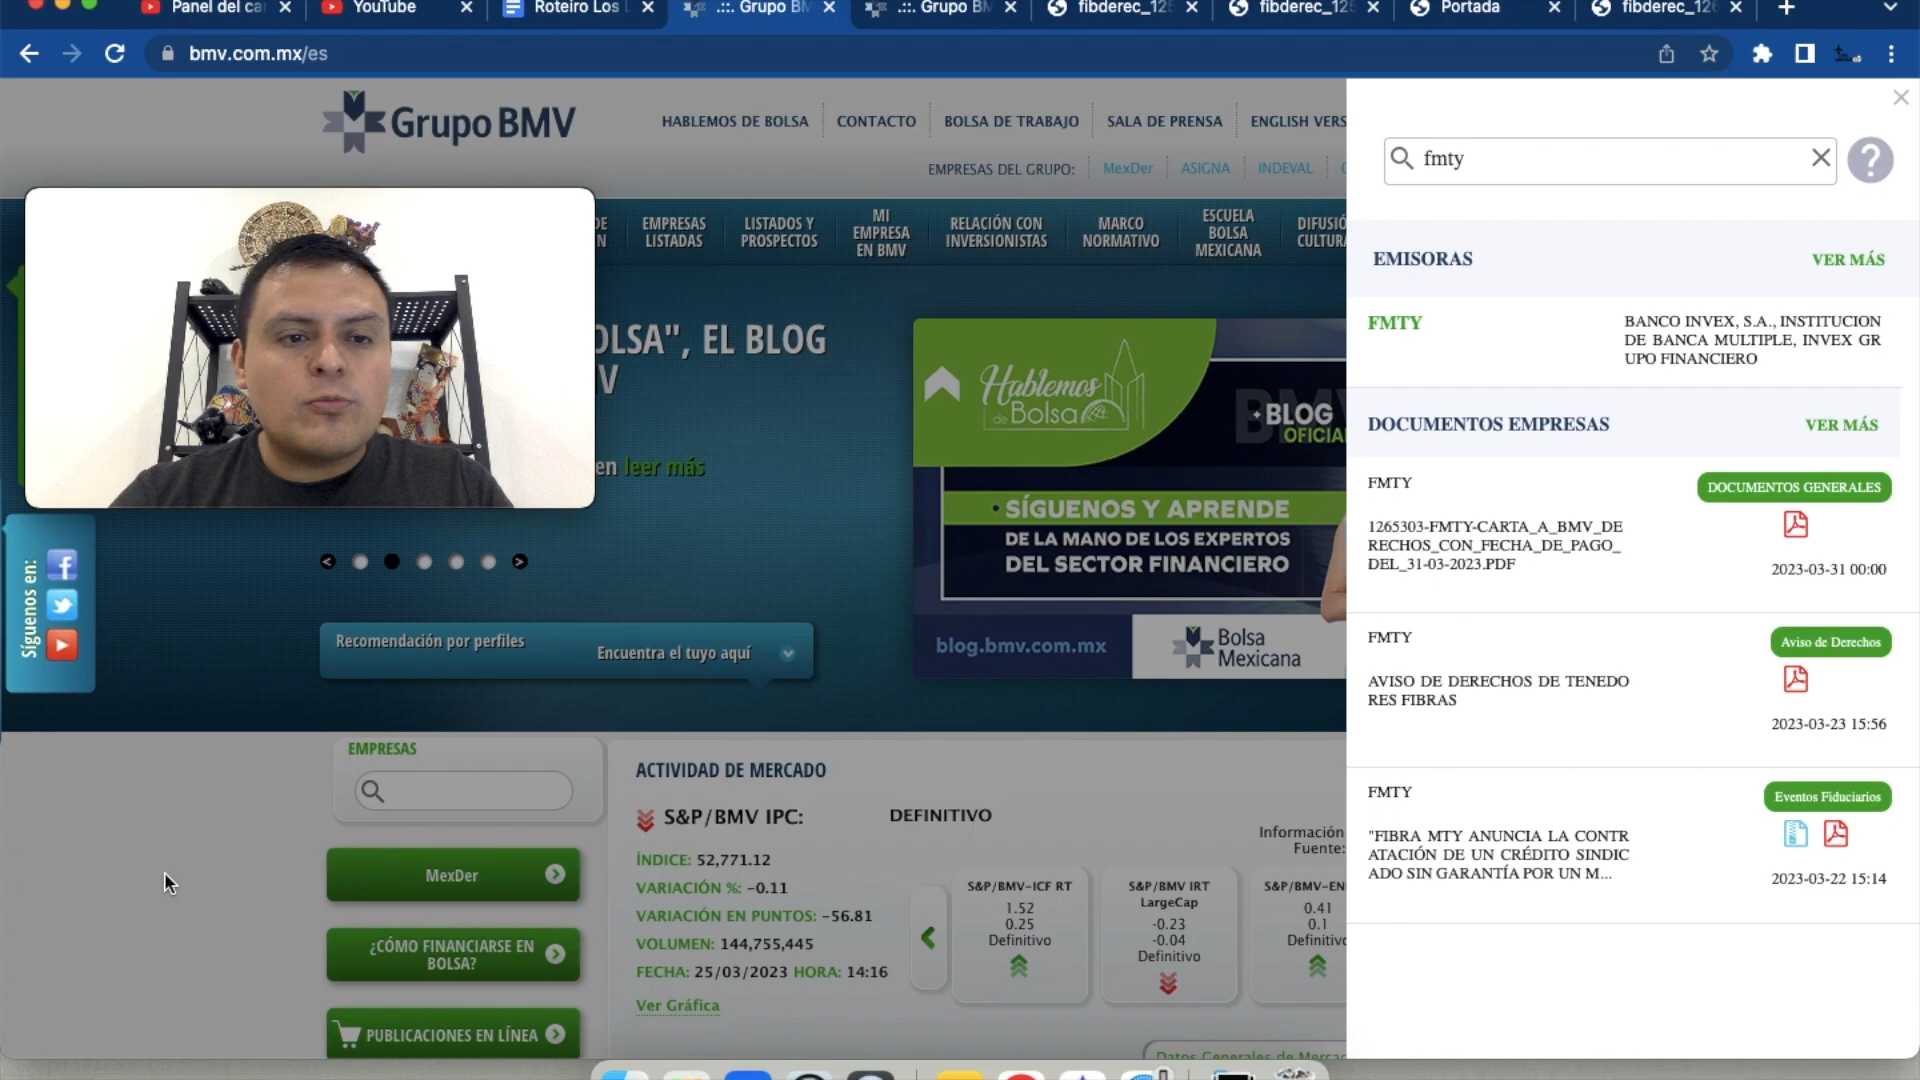 Panel del ca
YouTube
Roteiro Los
.::. Grupo BM
.::. Grupo BM
fibderec_125
fibderec_125
Portada
fibderec_126
bmv.com.mx/es
Grupo BMV
HABLEMOS DE BOLSA
CONTACTO
BOLSA DE TRABAJO
SALA DE PRENSA
ENGLISH VERS
EMPRESAS DEL GRUPO:
MexDer
ASIGNA
INDEVAL
DE
N
EMPRESAS
LISTADAS
LISTADOS Y
PROSPECTOS
MI
EMPRESA
EN BMV
RELACIÓN CON
INVERSIONISTAS
MARCO
NORMATIVO
ESCUELA
BOLSA
MEXICANA
DIFUSIÓ
CULTURA
OLSA", EL BLOG
V
en leer más
Hablemos
de Bolsa
BLOG
OFICIAL
• SÍGUENOS Y APRENDE
DE LA MANO DE LOS EXPERTOS
DEL SECTOR FINANCIERO
blog.bmv.com.mx
Bolsa
Mexicana
Síguenos en:
Recomendación por perfiles
Encuentra el tuyo aquí
EMPRESAS
MexDer
¿CÓMO FINANCIARSE EN
BOLSA?
PUBLICACIONES EN LÍNEA
ACTIVIDAD DE MERCADO
S&P/BMV IPC:
DEFINITIVO
ÍNDICE: 52,771.12
VARIACIÓN %: -0.11
VARIACIÓN EN PUNTOS: -56.81
VOLUMEN: 144,755,445
FECHA: 25/03/2023 HORA: 14:16
Ver Gráfica
Información
Fuente:
S&P/BMV-ICF RT
1.52
0.25
Definitivo
S&P/BMV IRT
LargeCap
-0.23
-0.04
Definitivo
S&P/BMV-EN
0.41
0.1
Definitiv
Datos Generales de Merca
fmty
?
EMISORAS
VER MÁS
FMTY
BANCO INVEX, S.A., INSTITUCION
DE BANCA MULTIPLE, INVEX GR
UPO FINANCIERO
DOCUMENTOS EMPRESAS
VER MÁS
FMTY
DOCUMENTOS GENERALES
1265303-FMTY-CARTA_A_BMV_DE
RECHOS_CON_FECHA_DE_PAGO_
DEL_31-03-2023.PDF
2023-03-31 00:00
FMTY
Aviso de Derechos
AVISO DE DERECHOS DE TENEDO
RES FIBRAS
2023-03-23 15:56
FMTY
Eventos Fiduciarios
"FIBRA MTY ANUNCIA LA CONTR
ATACIÓN DE UN CRÉDITO SINDIC
ADO SIN GARANTÍA POR UN M...
2023-03-22 15:14